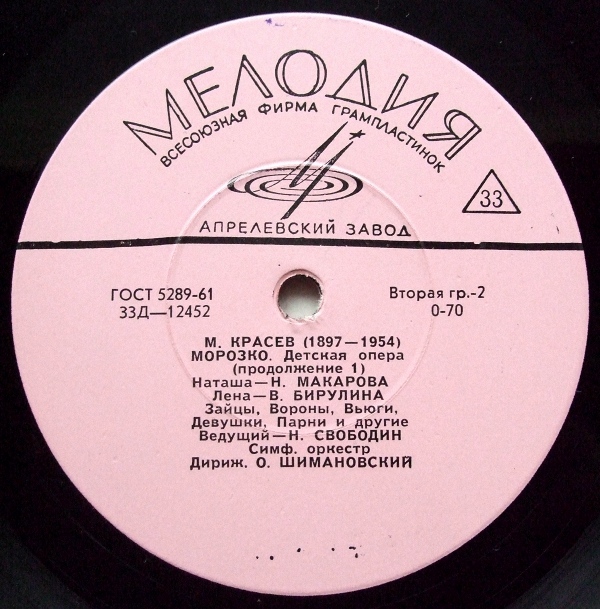 МЕЛОДИЯ
ВСЕСОЮЗНАЯ ФИРМА ГРАМПЛАСТИНОК
33
АПРЕЛЕВСКИЙ ЗАВОД
ГОСТ 5289-61
33Д—12452
Вторая гр.-2
0-70
М. КРАСЕВ (1897—1954)
МОРОЗКО. Детская опера
(продолжение 1)
Наташа—Н. МАКАРОВА
Лена—В. БИРУЛИНА
Зайцы, Вороны, Вьюги,
Девушки, Парни и другие
Ведущий—Н. СВОБОДИН
Симф. оркестр
Дириж. О. ШИМАНОВСКИЙ